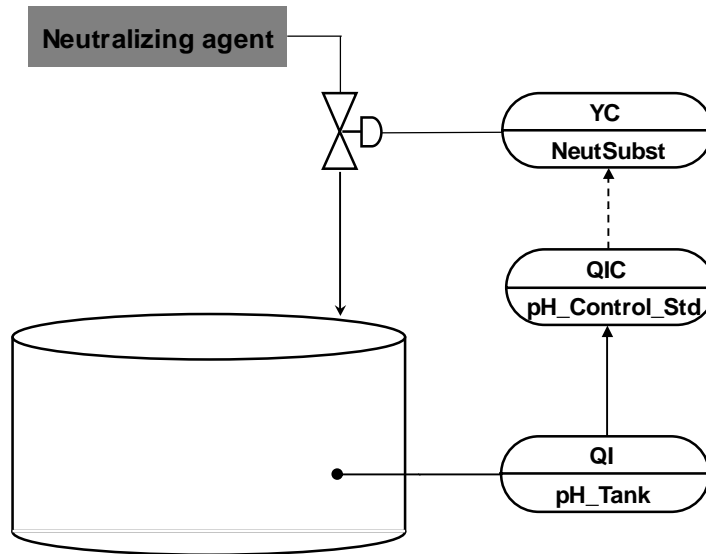 Neutralizing agent
YC
NeutSubst
QIC
pH_Control_Std
QI
pH_Tank